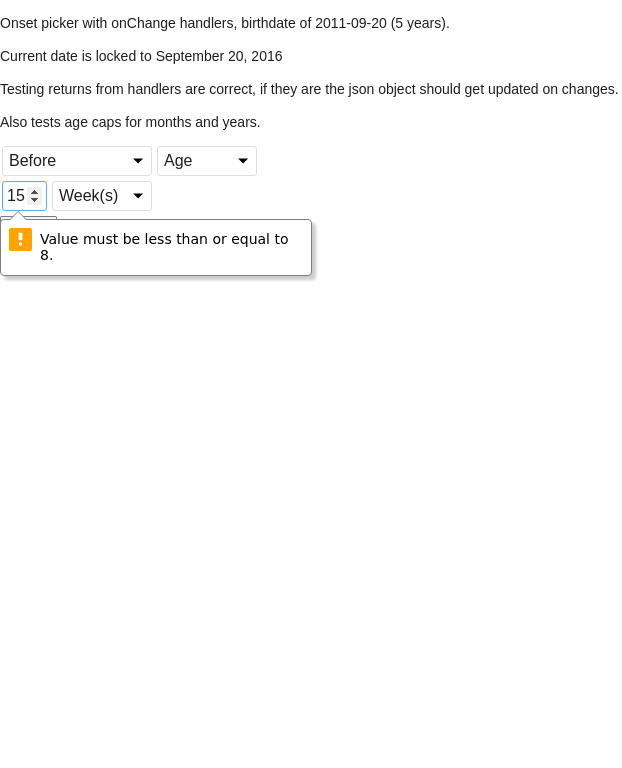 Onset picker with onChange handlers, birthdate of 2011-09-20 (5 years).
Current date is locked to September 20, 2016
Testing returns from handlers are correct, if they are the json object should get updated on changes.
Also tests age caps for months and years.
Before Age
15 Week(s)
Value must be less than or equal to
8.